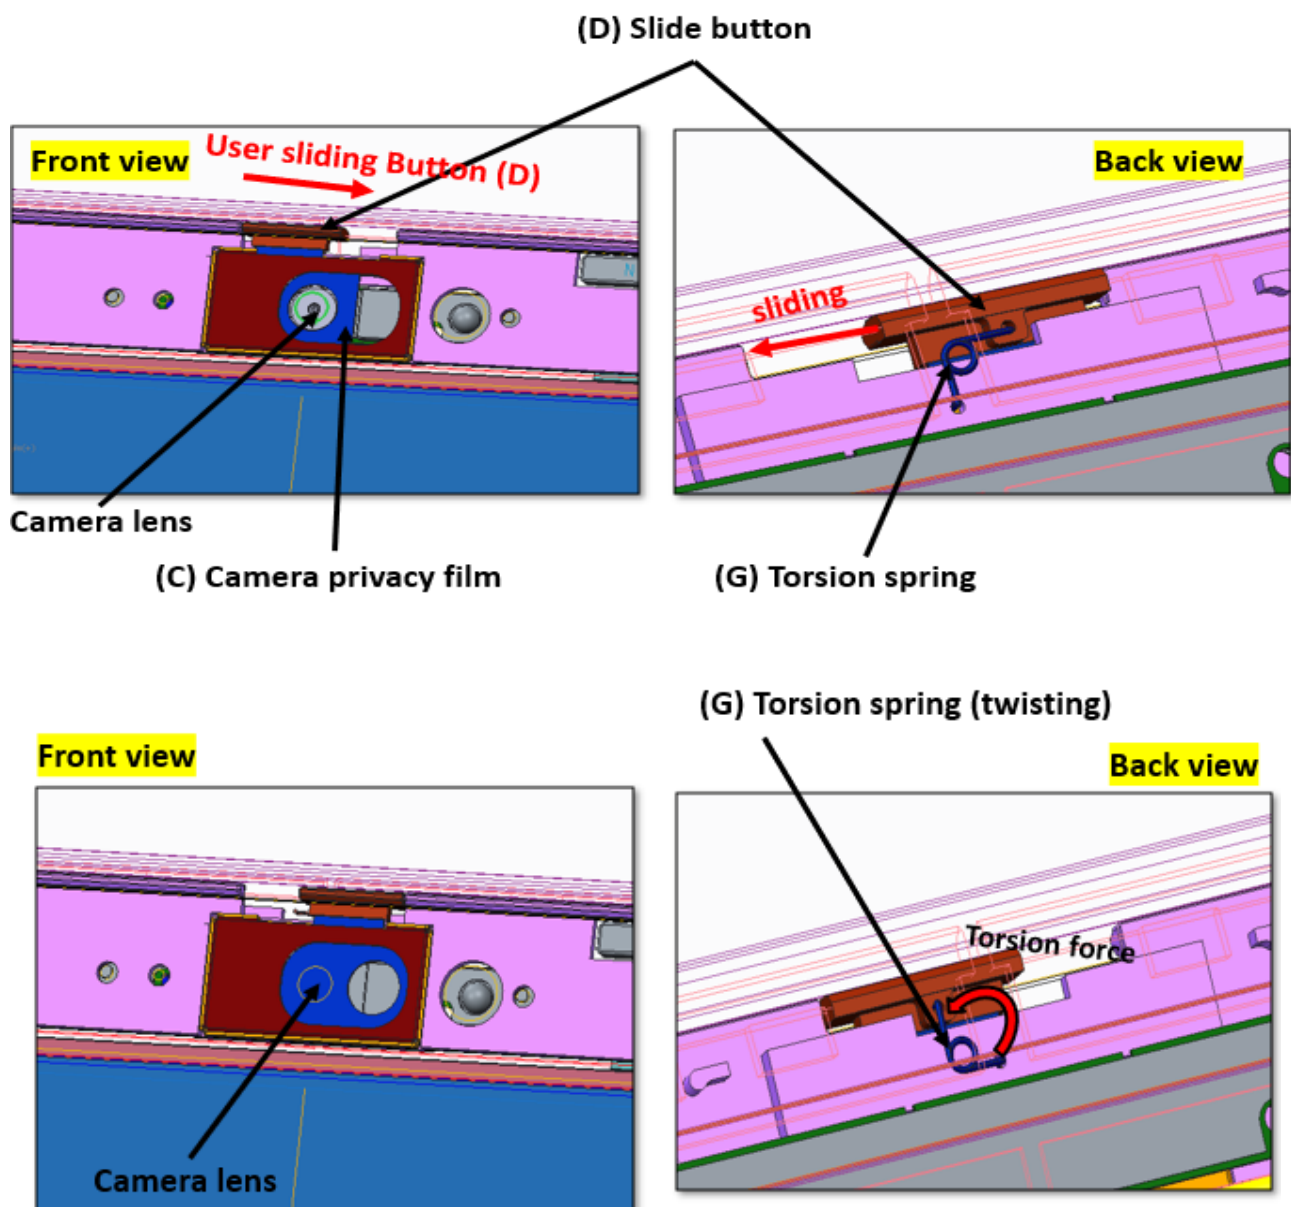 (D) Slide button
Front view
User sliding Button (D)
Back view
sliding
N
Camera lens
(C) Camera privacy film
(G) Torsion spring
(G) Torsion spring (twisting)
Front view
Back view
Torsion force
Camera lens